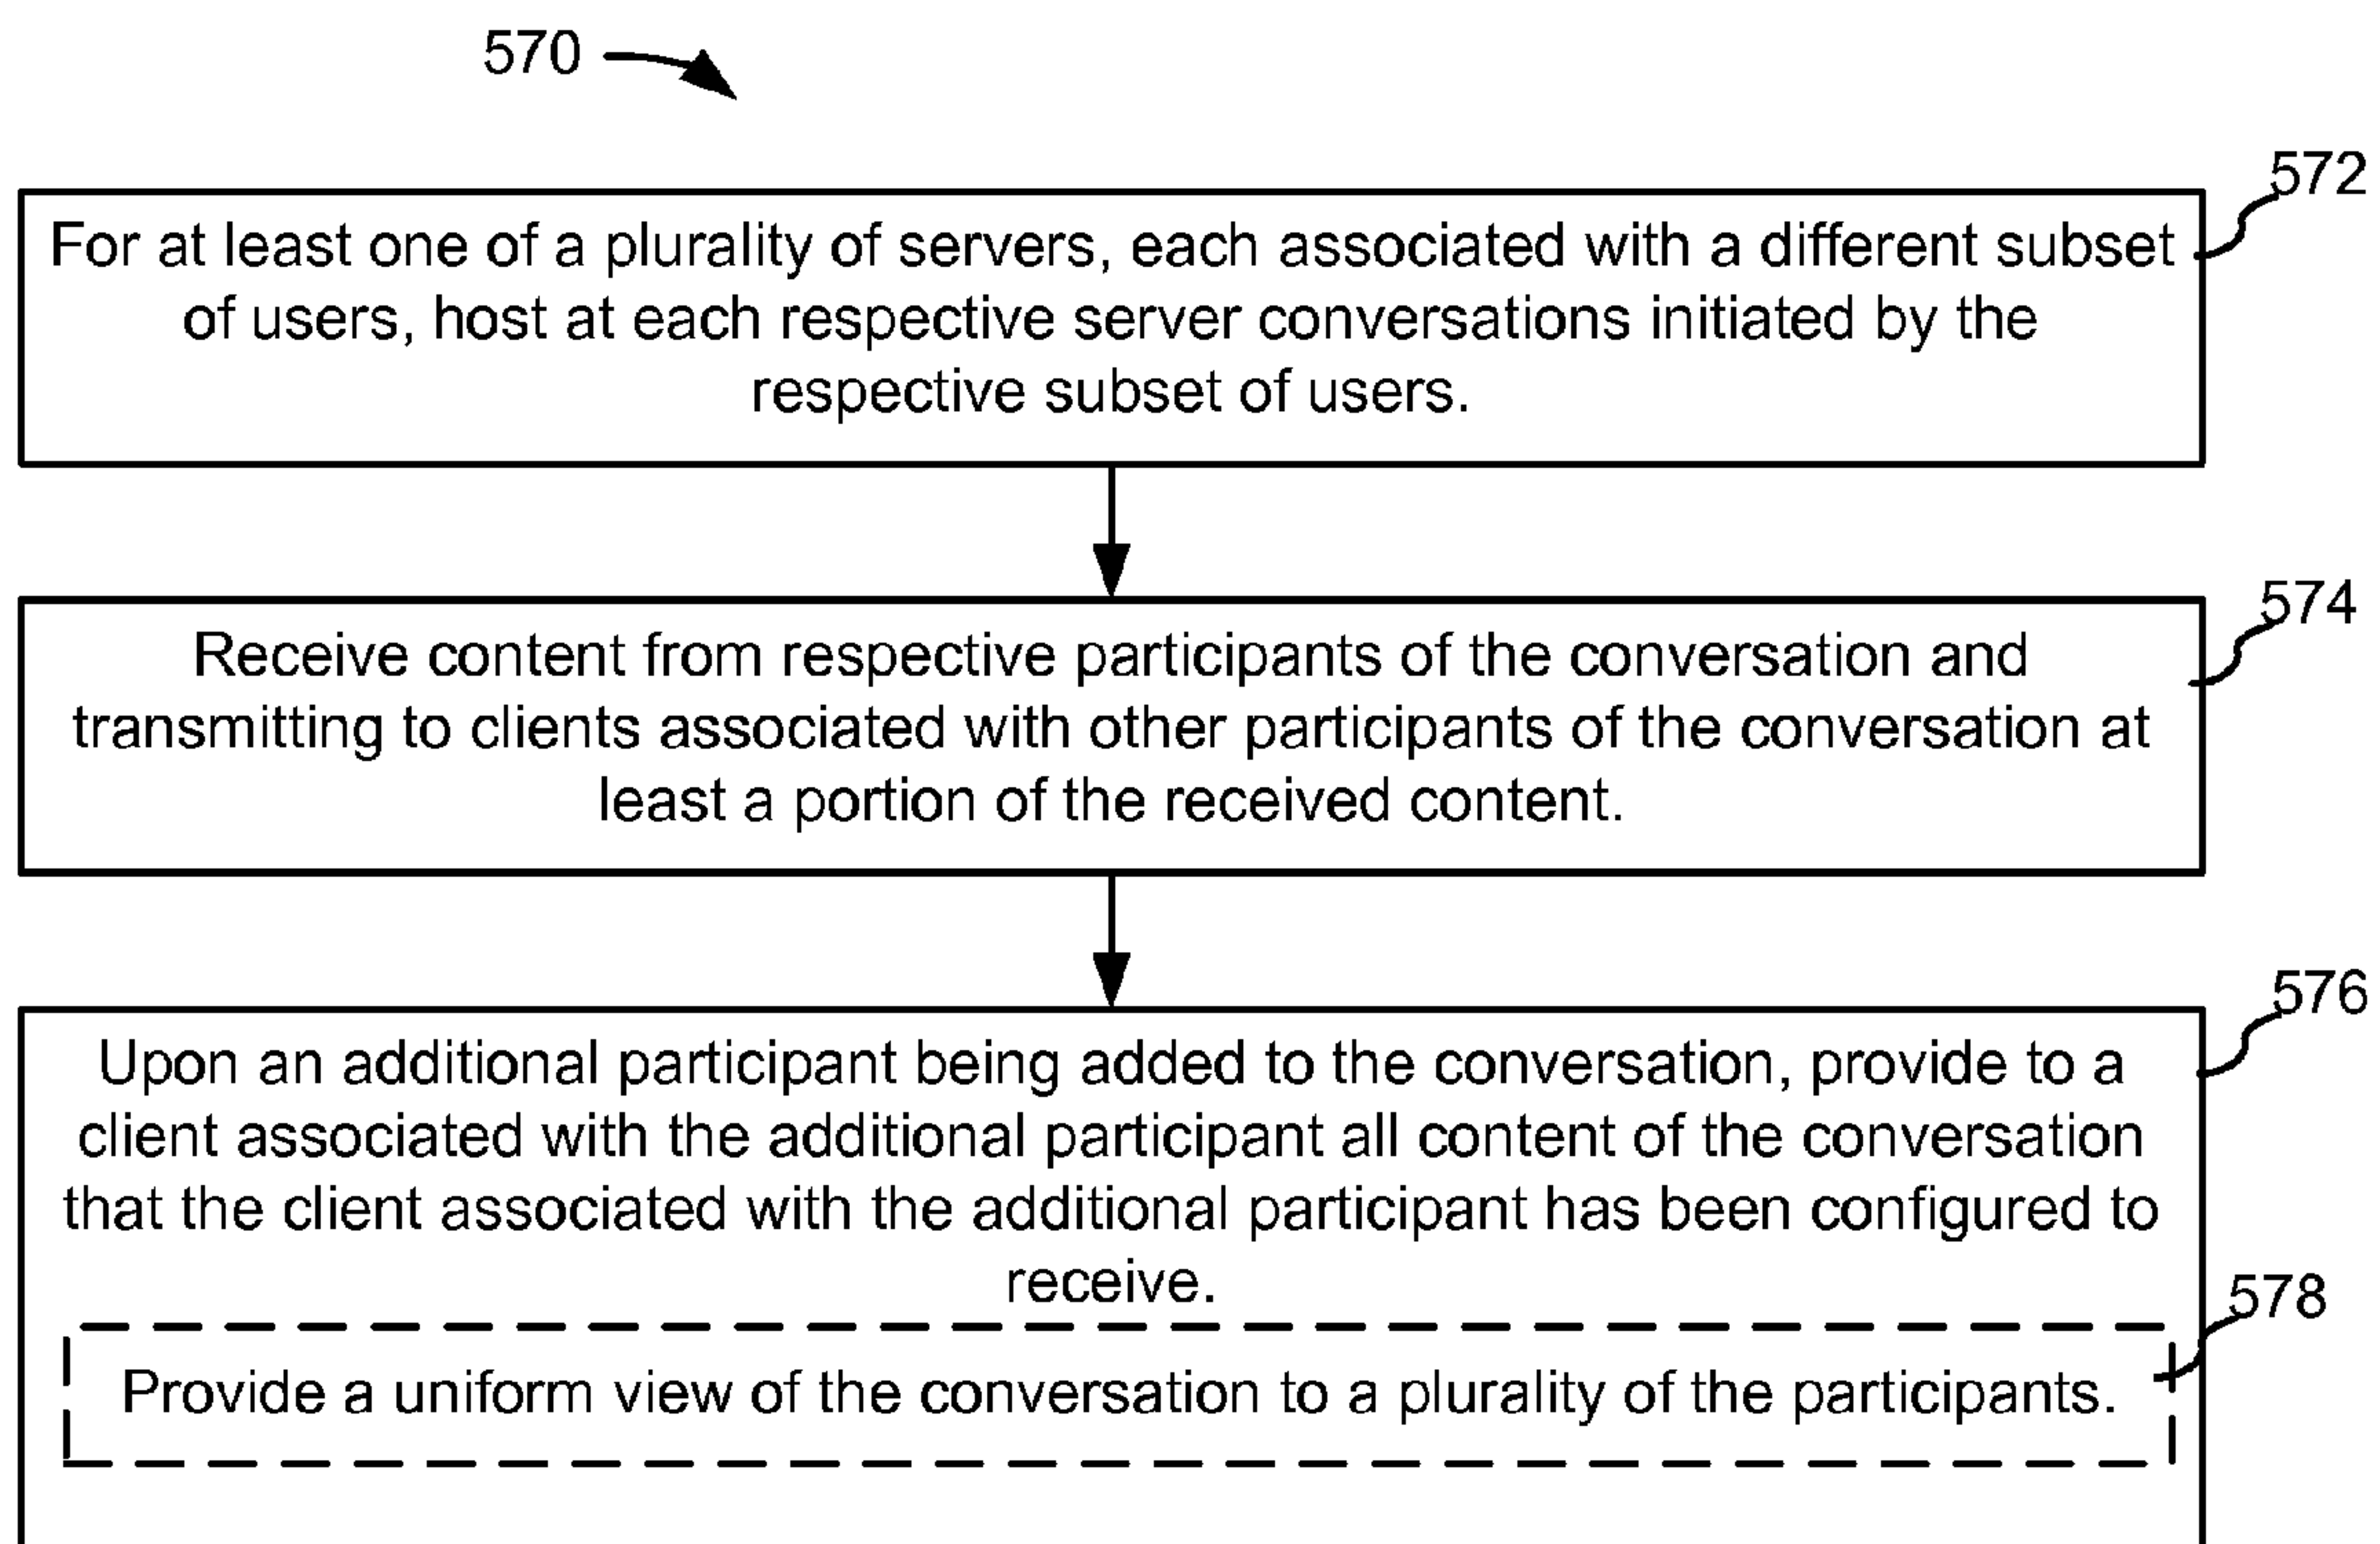 570
572
For at least one of a plurality of servers, each associated with a different subset
of users, host at each respective server conversations initiated by the
respective subset of users.
574
Receive content from respective participants of the conversation and
transmitting to clients associated with other participants of the conversation at
least a portion of the received content.
576
Upon an additional participant being added to the conversation, provide to a
client associated with the additional participant all content of the conversation
that the client associated with the additional participant has been configured to
receive.
578
Provide a uniform view of the conversation to a plurality of the participants.